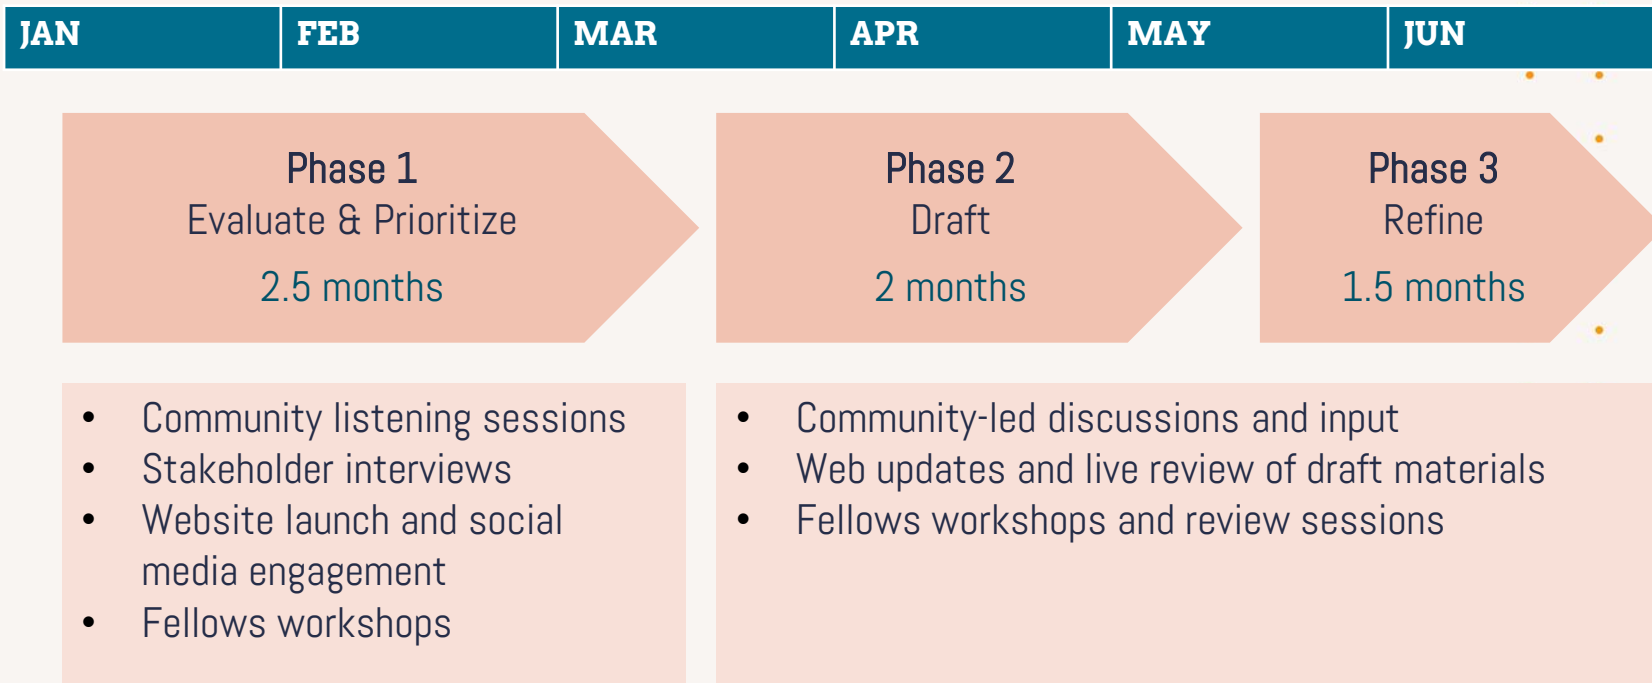 JAN FEB MAR APR MAY JUN
Phase 1
Evaluate & Prioritize
2.5 months
Phase 2
Draft
2 months
Phase 3
Refine
1.5 months
• Community listening sessions
• Stakeholder interviews
• Website launch and social
media engagement
• Fellows workshops
• Community-led discussions and input
• Web updates and live review of draft materials
• Fellows workshops and review sessions